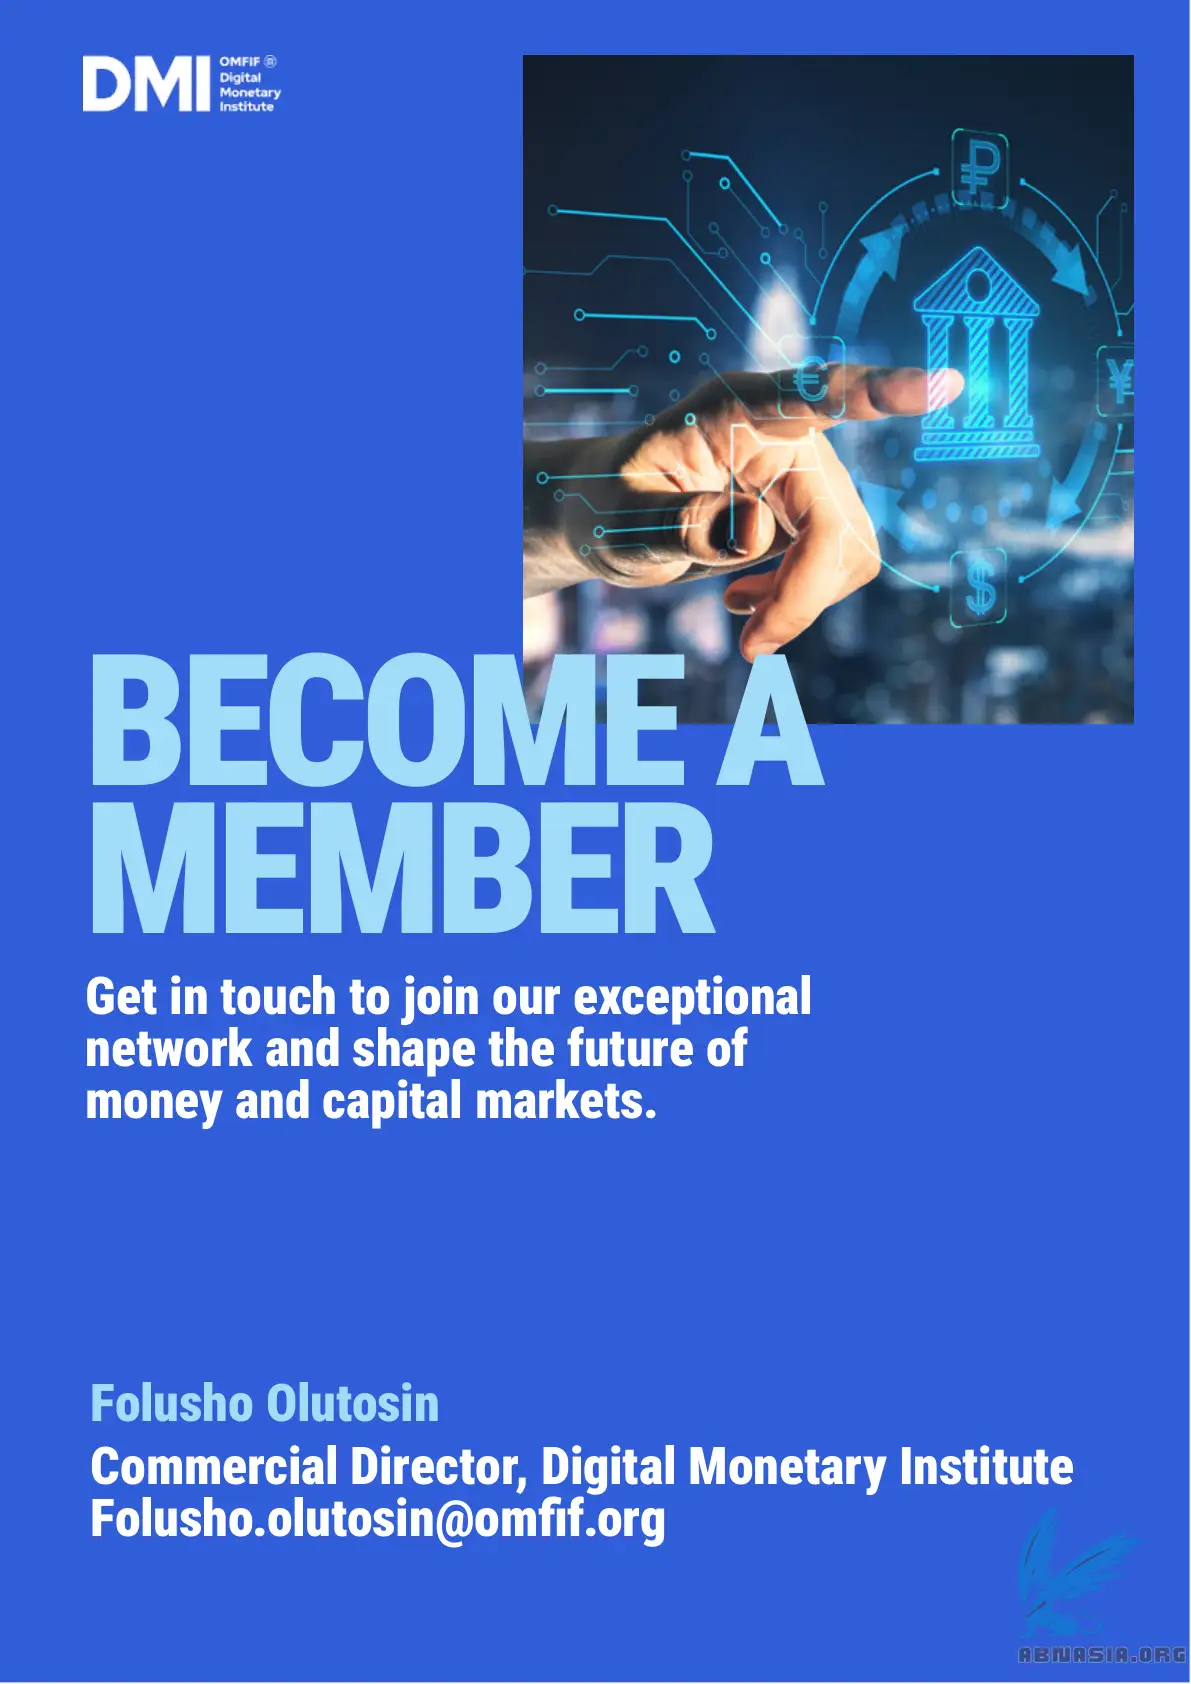 DMI
OMFIF ®
Digital
Monetary
Institute
₽
€
¥
$
BECOME A
MEMBER
Get in touch to join our exceptional
network and shape the future of
money and capital markets.
Folusho Olutosin
Commercial Director, Digital Monetary Institute
Folusho.olutosin@omfif.org
ABNASIA.ORG